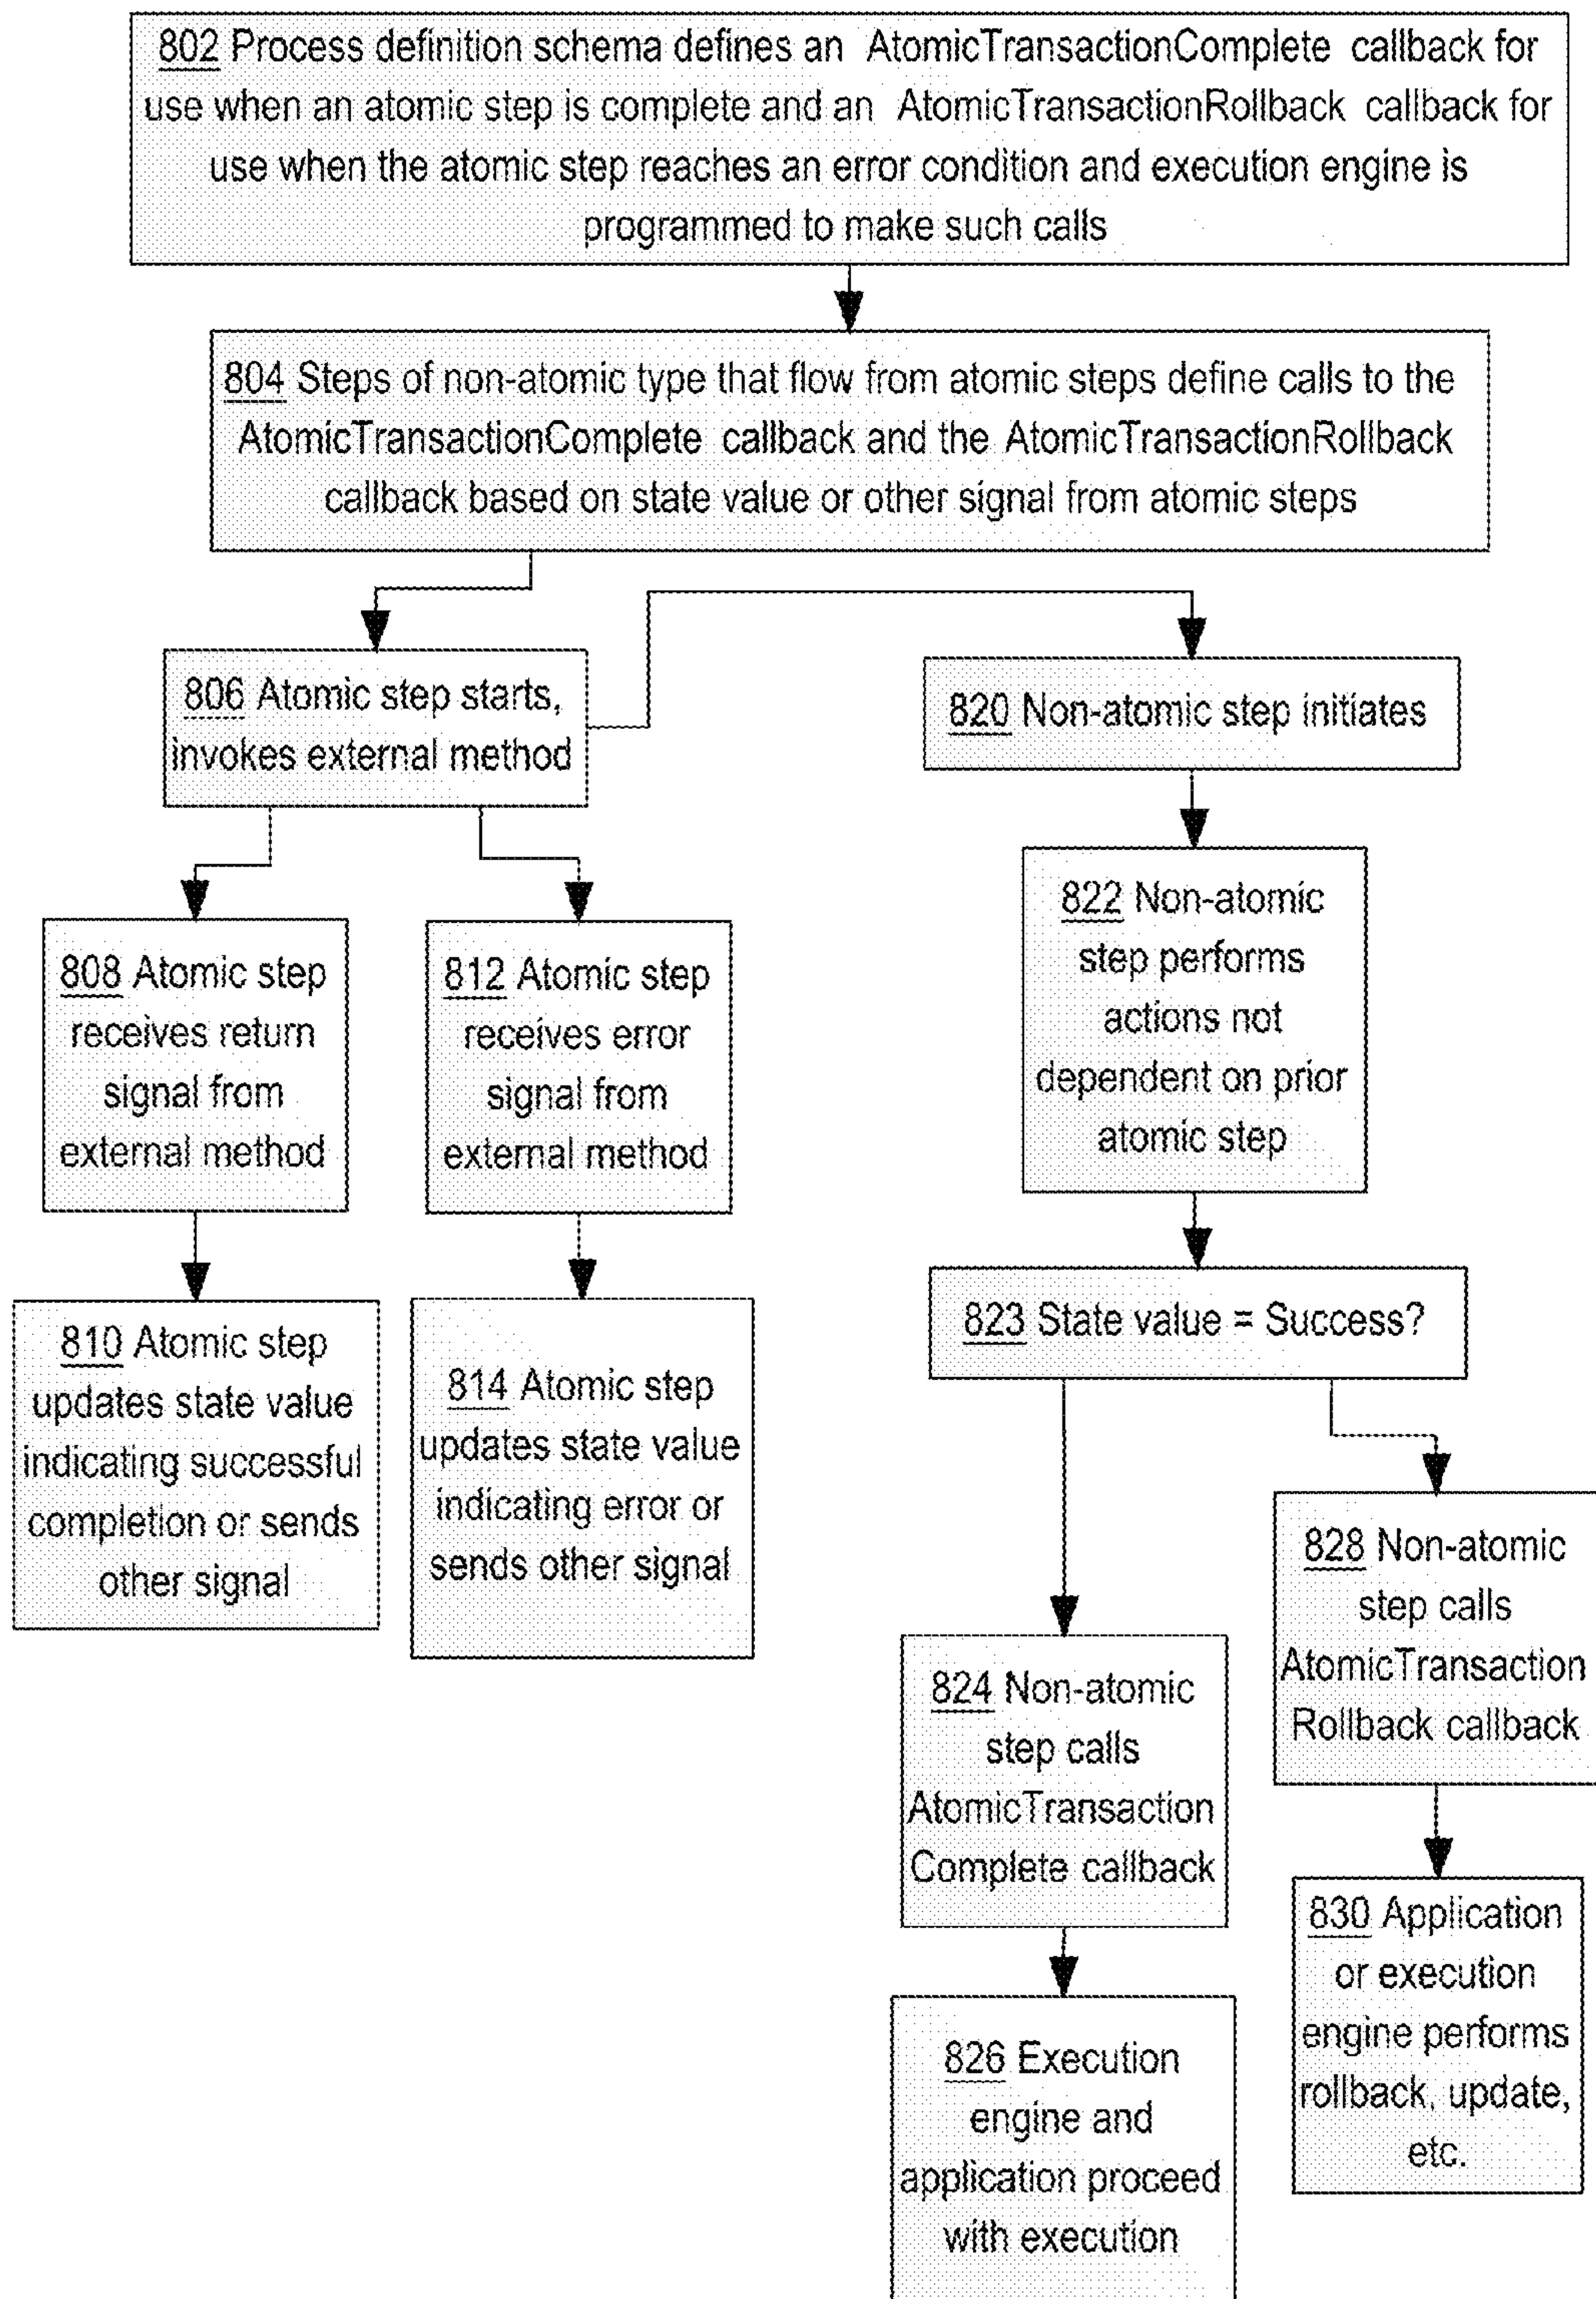 802 Process definition schema defines an AtomicTransactionComplete callback for
use when an atomic step is complete and an AtomicTransactionRollback callback for
use when the atomic step reaches an error condition and execution engine is
programmed to make such calls
804 Steps of non-atomic type that flow from atomic steps define calls to the
AtomicTransactionComplete callback and the AtomicTransactionRollback
callback based on state value or other signal from atomic steps
806 Atomic step starts,
invokes external method
808 Atomic step
receives return
signal from
external method
810 Atomic step
updates state value
indicating successful
completion or sends
other signal
812 Atomic step
receives error
signal from
external method
814 Atomic step
updates state value
indicating error or
sends other signal
820 Non-atomic step initiates
822 Non-atomic
step performs
actions not
dependent on prior
atomic step
823 State value = Success?
824 Non-atomic
step calls
AtomicTransaction
Complete callback
826 Execution
engine and
application proceed
with execution
828 Non-atomic
step calls
AtomicTransaction
Rollback callback
830 Application
or execution
engine performs
rollback, update,
etc.